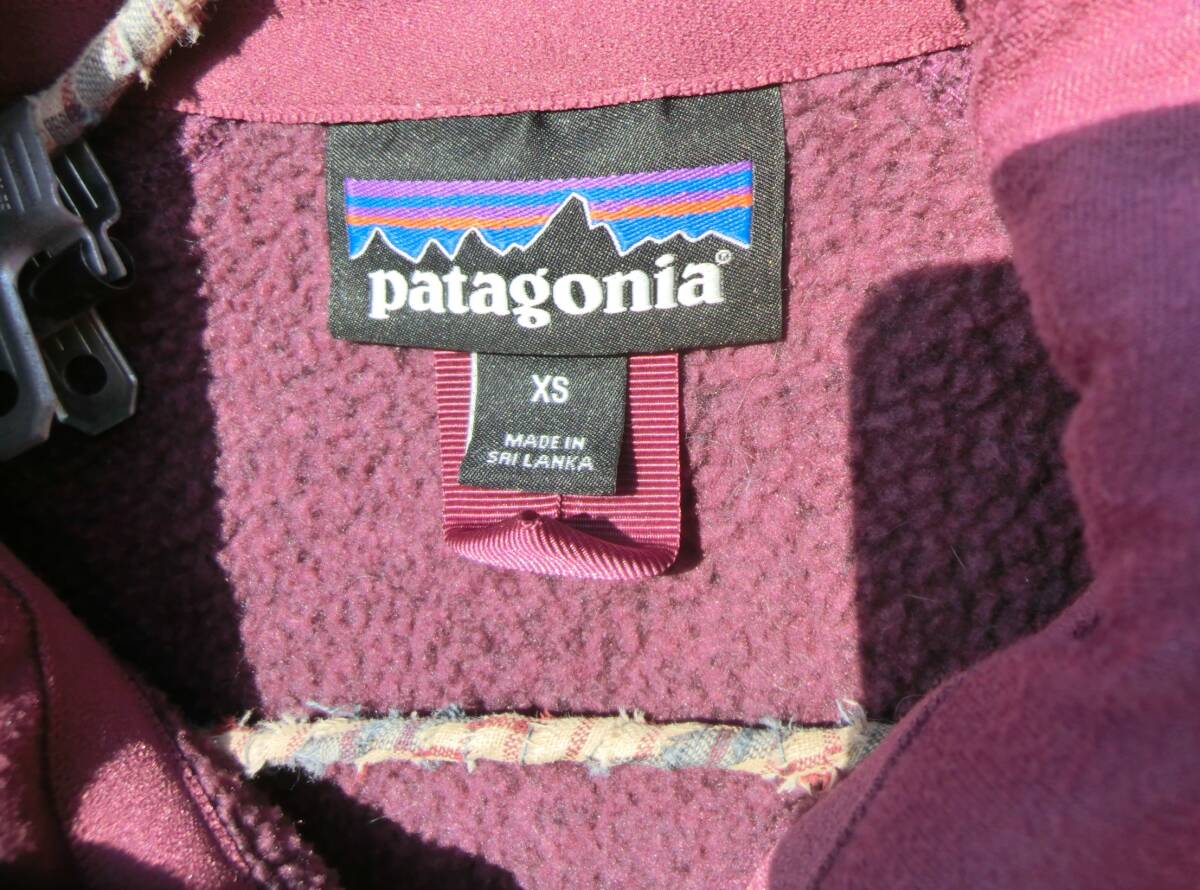 patagonia®
XS
MADE IN
SRI LANKA